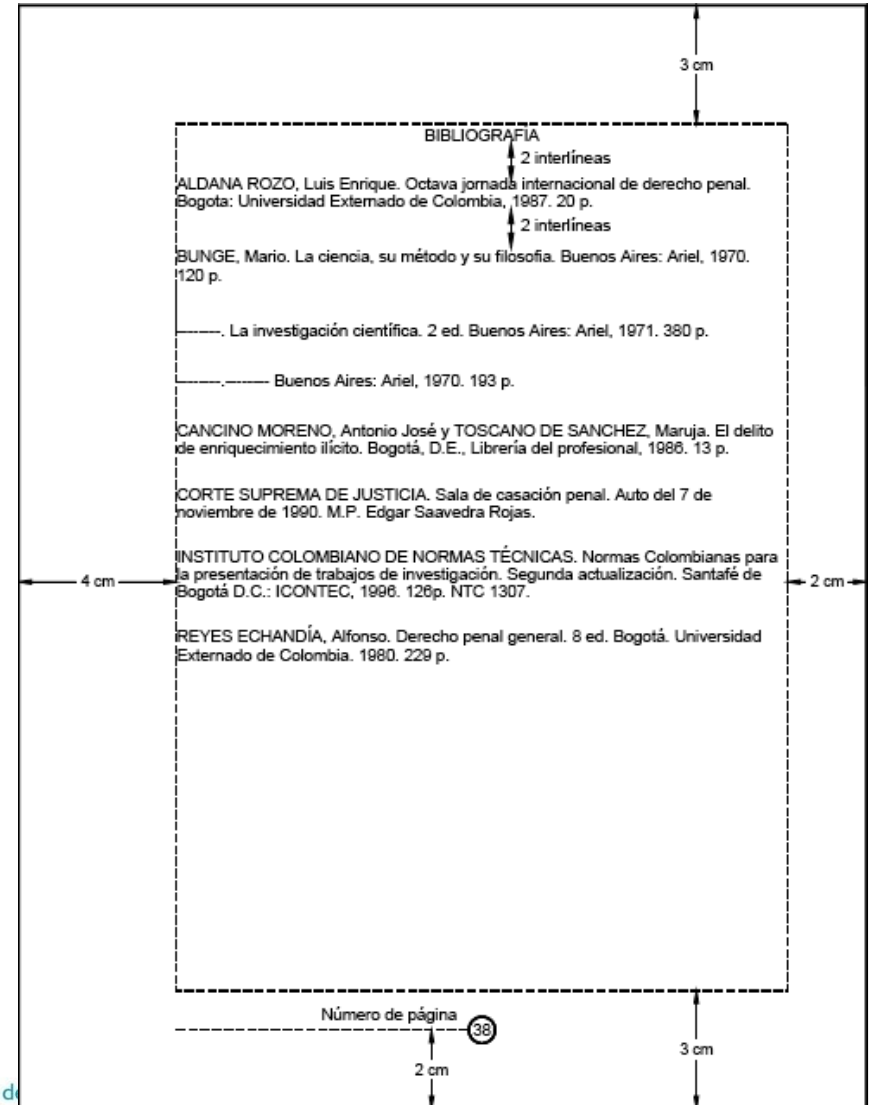 3 cm
BIBLIOGRAFÍA
2 interlíneas
ALDANA ROZO, Luis Enrique. Octava jornada internacional de derecho penal.
Bogota: Universidad Externado de Colombia, 1987. 20 p.
2 interlíneas
BUNGE, Mario. La ciencia, su método y su filosofia. Buenos Aires: Ariel, 1970.
120 p.
--------. La investigación científica. 2 ed. Buenos Aires: Ariel, 1971. 380 p.
--------.-------- Buenos Aires: Ariel, 1970. 193 p.
CANCINO MORENO, Antonio José y TOSCANO DE SANCHEZ, Maruja. El delito
de enriquecimiento ilícito. Bogotá, D.E., Librería del profesional, 1986. 13 p.
CORTE SUPREMA DE JUSTICIA. Sala de casación penal. Auto del 7 de
noviembre de 1990. M.P. Edgar Saavedra Rojas.
INSTITUTO COLOMBIANO DE NORMAS TÉCNICAS. Normas Colombianas para
4 cm la presentación de trabajos de investigación. Segunda actualización. Santafé de 2 cm
Bogotá D.C.: ICONTEC, 1996. 126p. NTC 1307.
REYES ECHANDÍA, Alfonso. Derecho penal general. 8 ed. Bogotá. Universidad
Externado de Colombia. 1980. 229 p.
Número de página
38
3 cm
2 cm